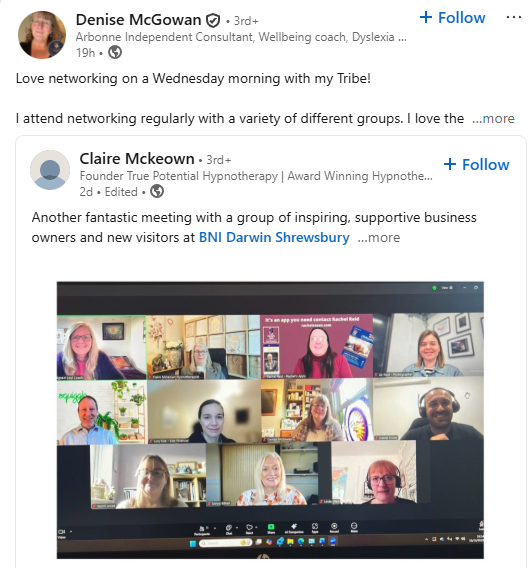 Denise McGowan • 3rd+
+ Follow
Arbonne Independent Consultant, Wellbeing coach, Dyslexia ...
19h •
Love networking on a Wednesday morning with my Tribe!
I attend networking regularly with a variety of different groups. I love the ...more
Claire Mckeown • 3rd+
+ Follow
Founder True Potential Hypnotherapy | Award Winning Hypnothe...
2d • Edited •
Another fantastic meeting with a group of inspiring, supportive business
owners and new visitors at BNI Darwin Shrewsbury ...more
It's an app you need contact Rachel Reid
squiggl